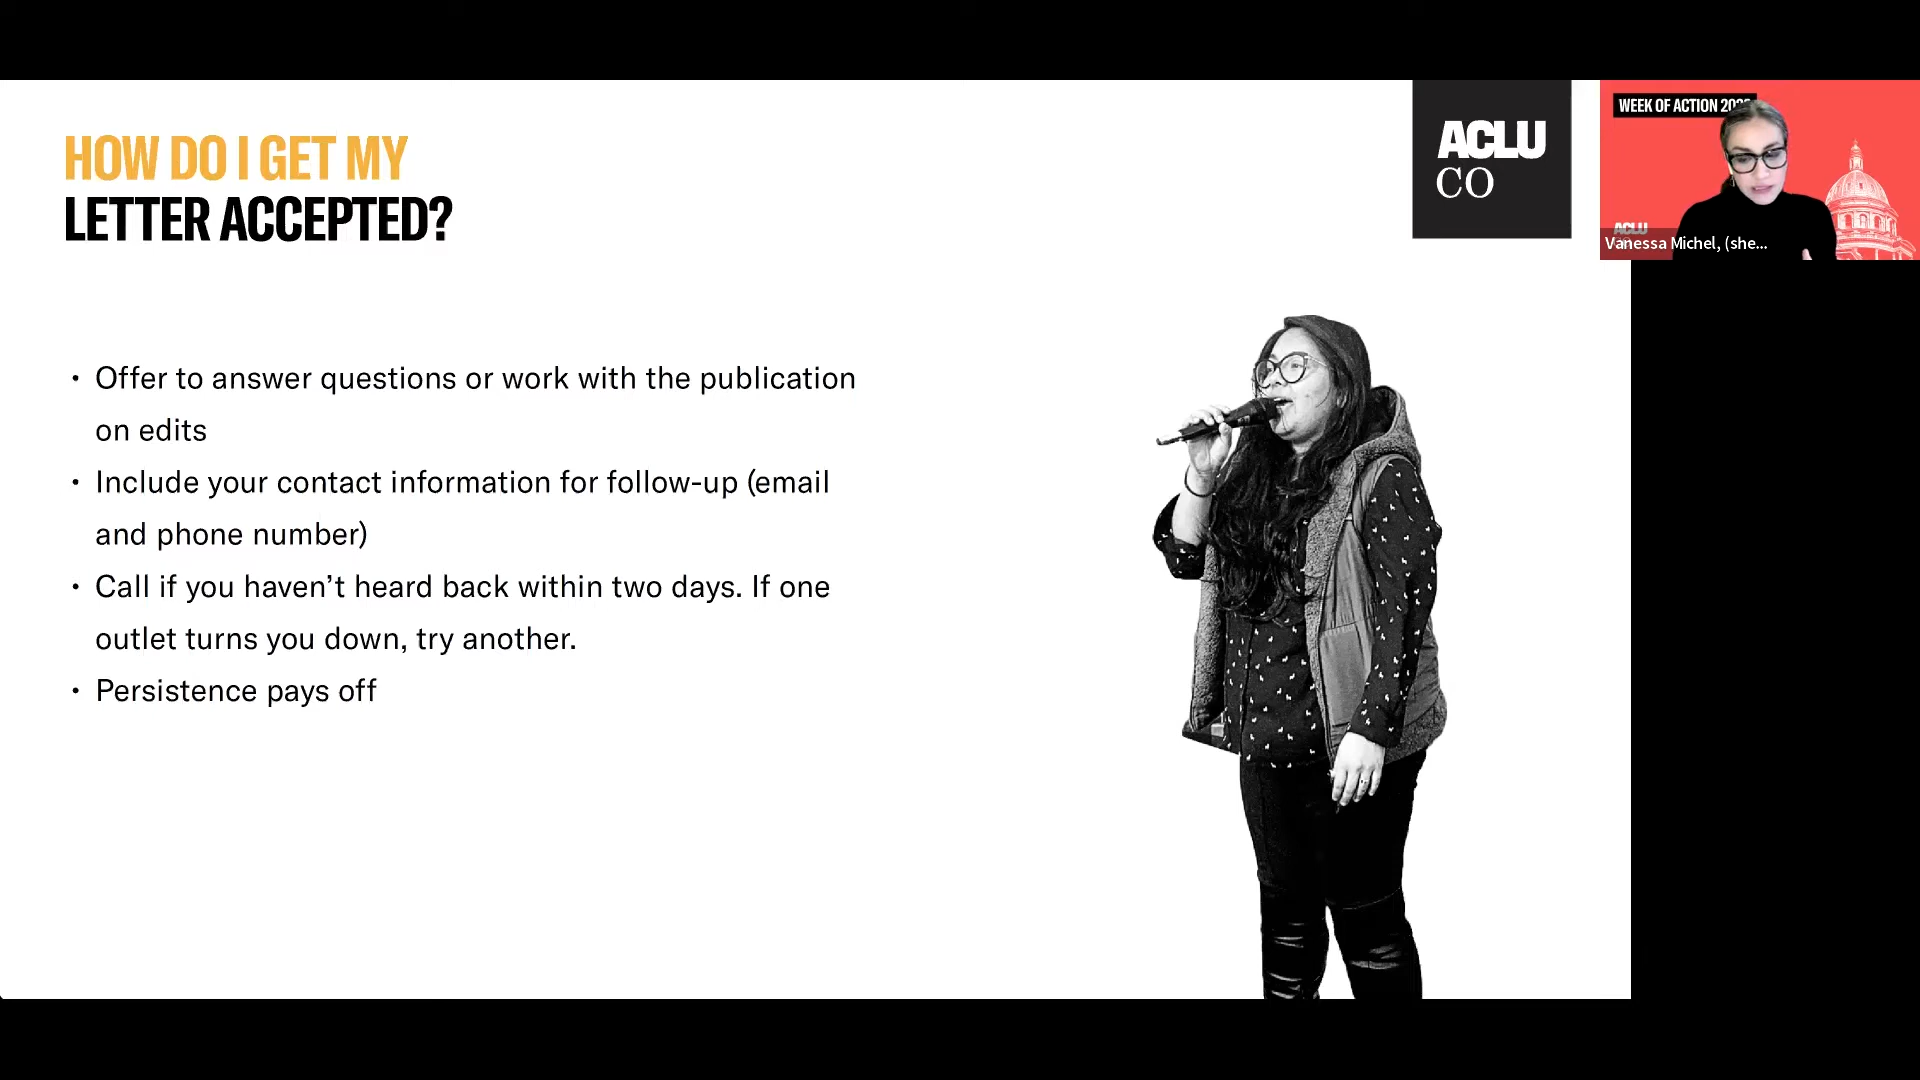 HOW DO I GET MY
LETTER ACCEPTED?
• Offer to answer questions or work with the publication
on edits
• Include your contact information for follow-up (email
and phone number)
• Call if you haven’t heard back within two days. If one
outlet turns you down, try another.
• Persistence pays off
ACLU
CO
WEEK OF ACTION
ACLU
Vanessa Michel, (she...